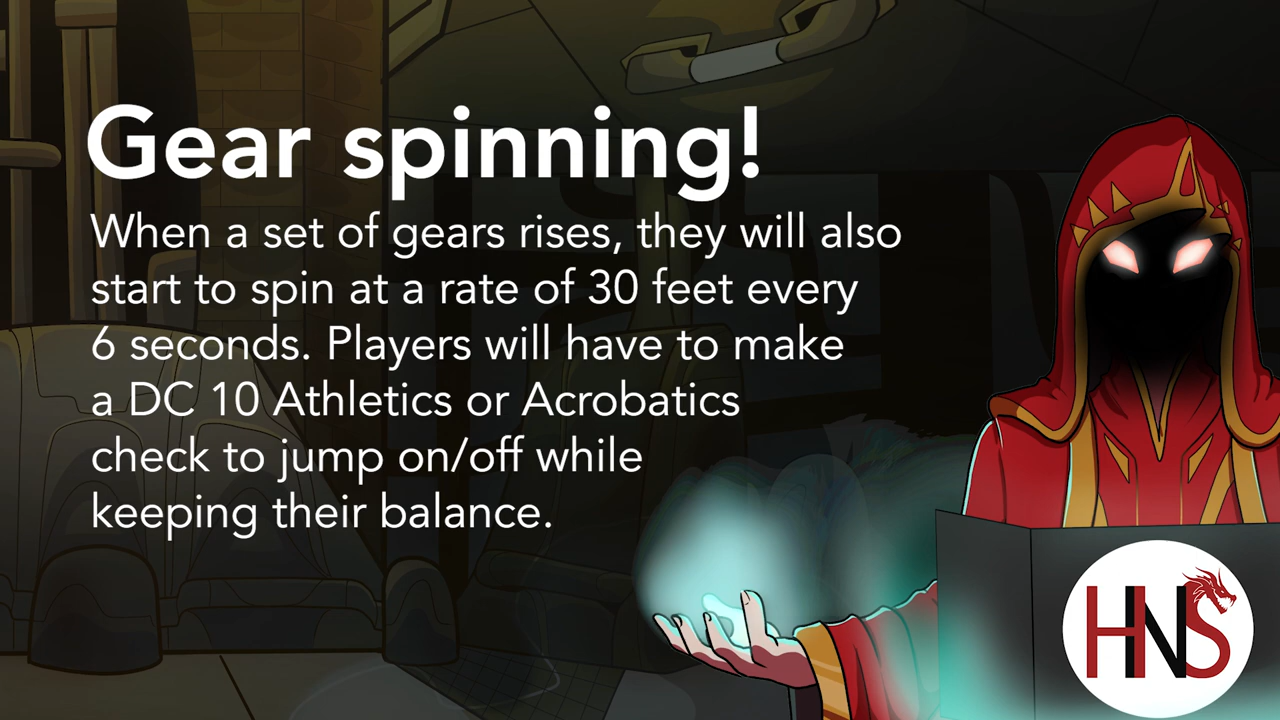 Gear spinning!
When a set of gears rises, they will also
start to spin at a rate of 30 feet every
6 seconds. Players will have to make
a DC 10 Athletics or Acrobatics
check to jump on/off while
keeping their balance.
HNS